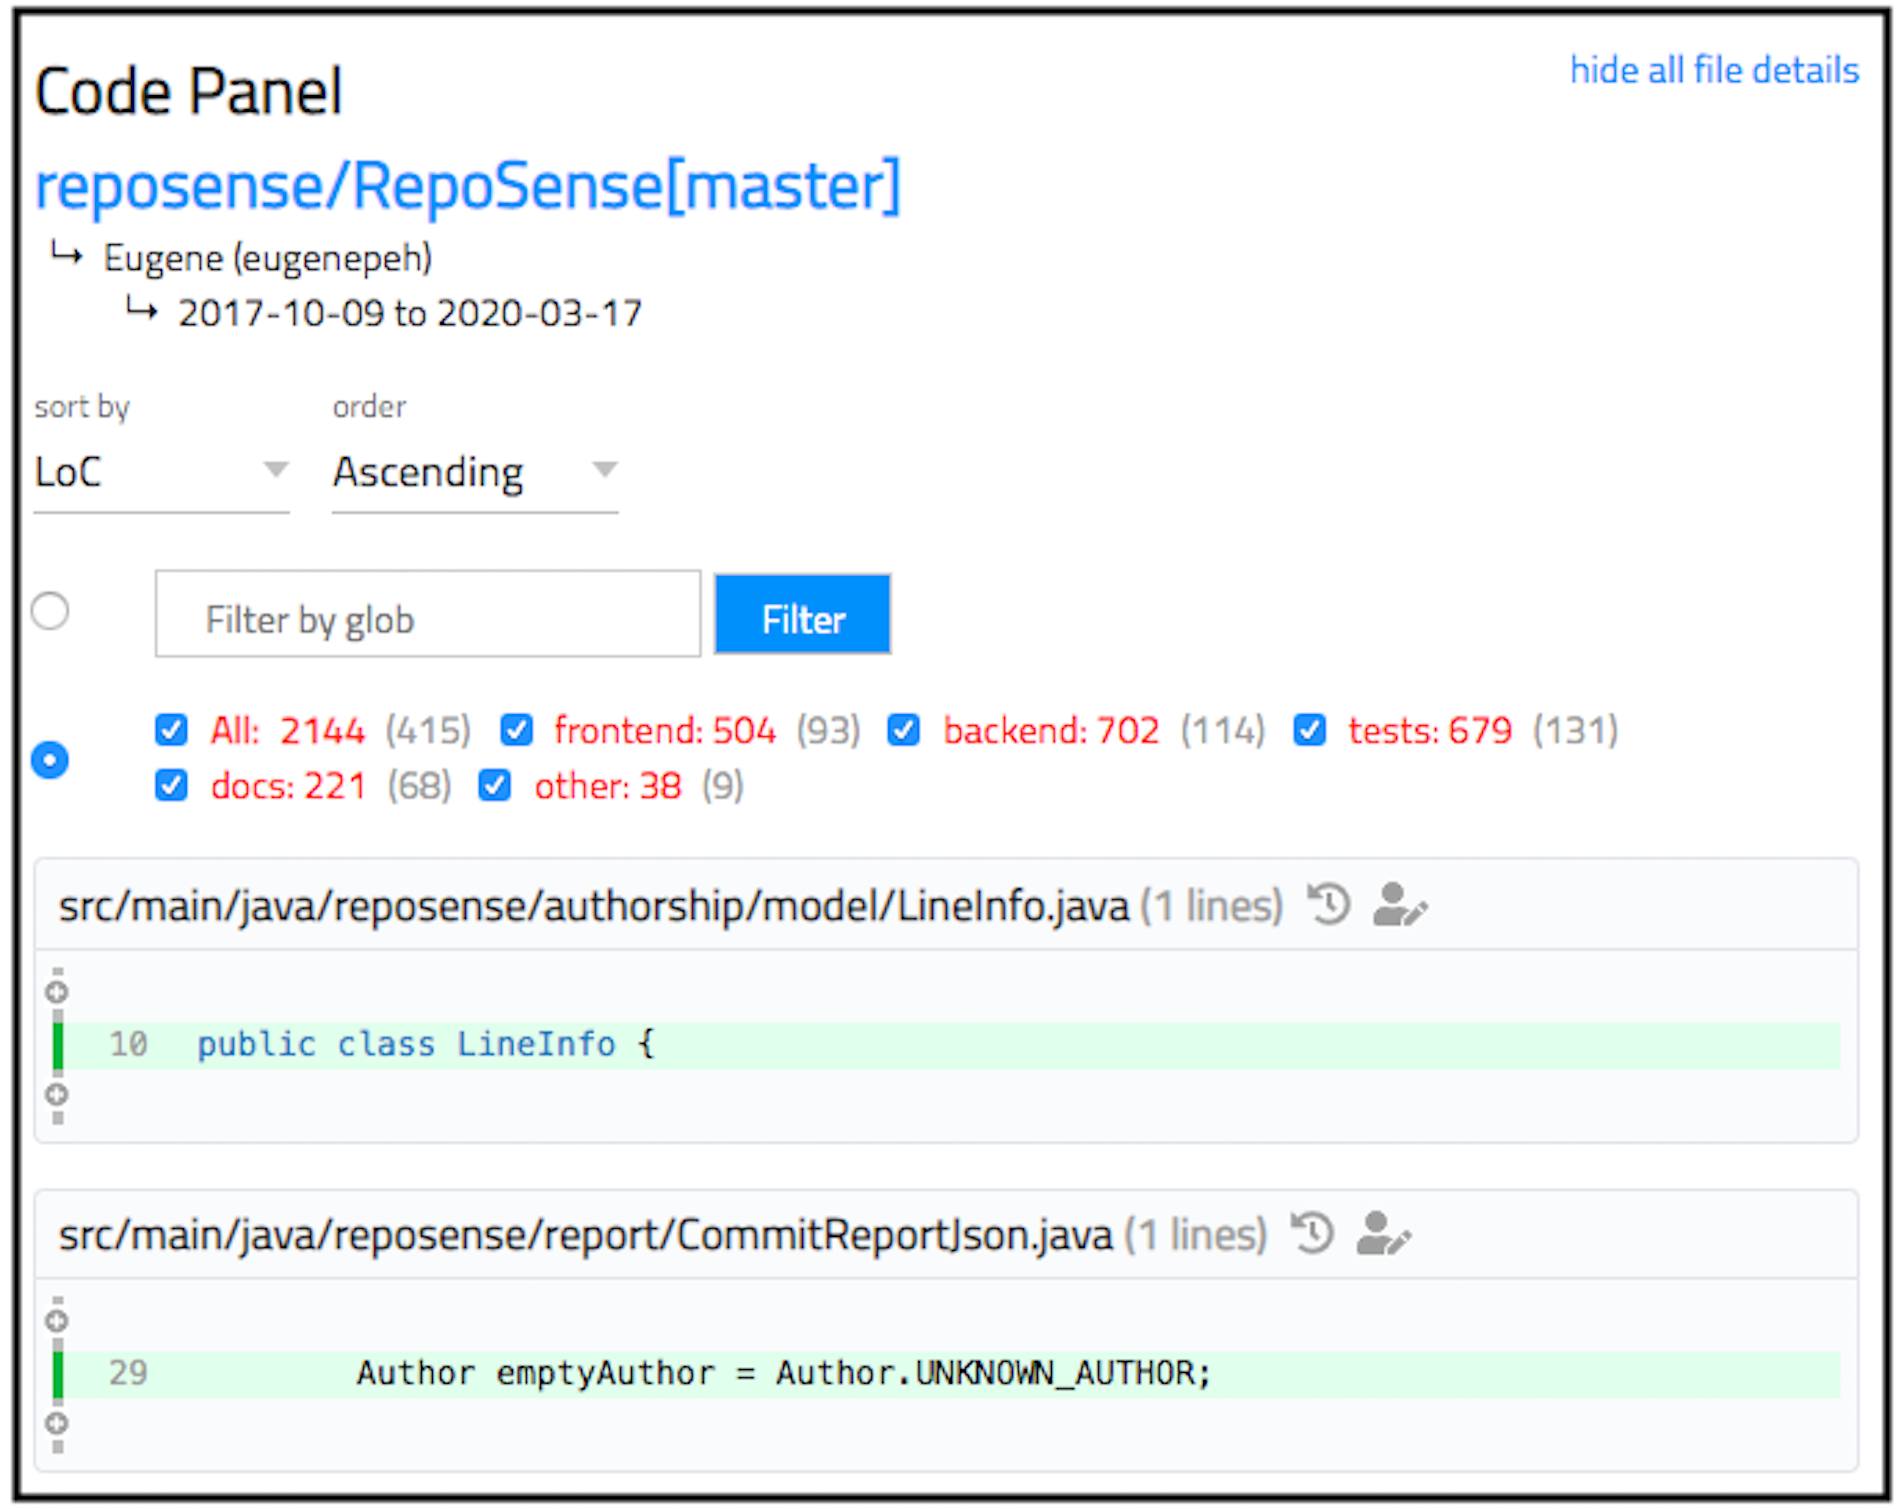 Code Panel
hide all file details
reposense/RepoSense[master]
Eugene (eugenepeh)
2017-10-09 to 2020-03-17
sort by
order
LoC
Ascending
Filter by glob
Filter
All: 2144 (415) frontend: 504 (93) backend: 702 (114) tests: 679 (131)
docs: 221 (68) other: 38 (9)
src/main/java/reposense/authorship/model/LineInfo.java (1 lines)
10 public class LineInfo {
src/main/java/reposense/report/CommitReportJson.java (1 lines)
29 Author emptyAuthor = Author.UNKNOWN_AUTHOR;